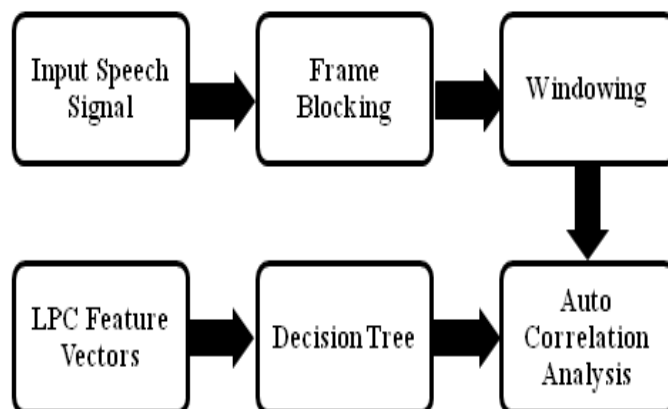 Input Speech
Signal
Frame
Blocking
Windowing
LPC Feature
Vectors
Decision Tree
Auto
Correlation
Analysis